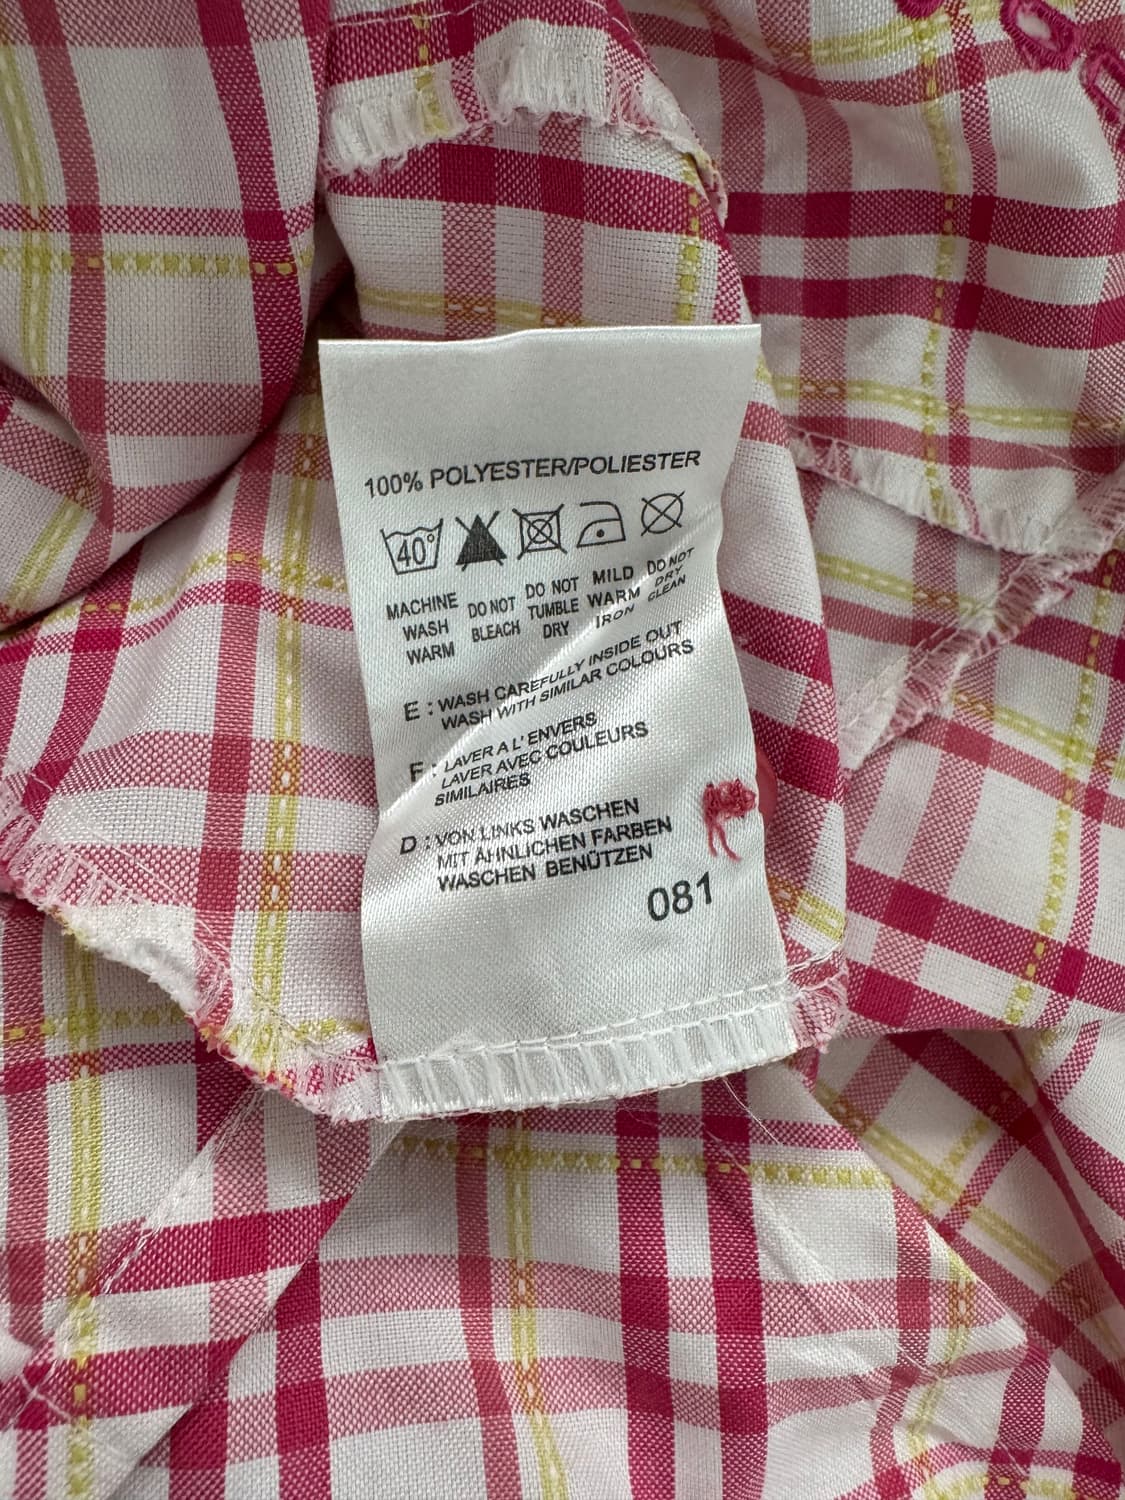 100% POLYESTER/POLIESTER
40°
MACHINE WASH WARM
DO NOT BLEACH
DO NOT TUMBLE DRY
MILD WARM IRON
DO NOT DRY CLEAN
E : WASH CAREFULLY INSIDE OUT
WASH WITH SIMILAR COLOURS
F : LAVER A L' ENVERS
LAVER AVEC COULEURS
SIMILAIRES
D : VON LINKS WASCHEN
MIT ÄHNLICHEN FARBEN
WASCHEN BENÜTZEN
081